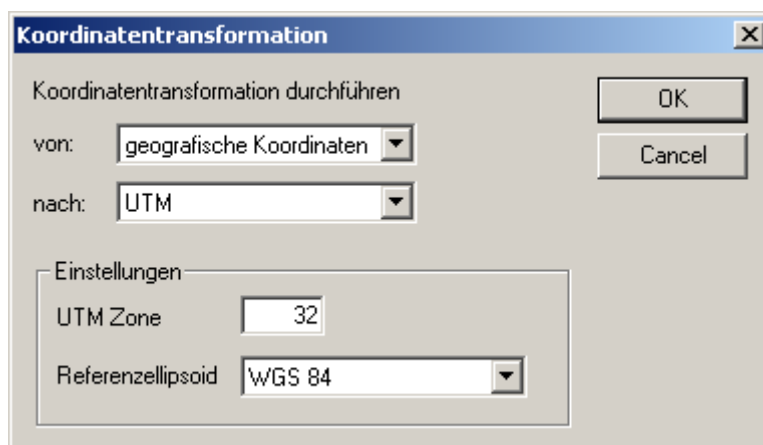 Koordinatentransformation
Koordinatentransformation durchführen
OK
von: geografische Koordinaten
Cancel
nach: UTM
Einstellungen
UTM Zone 32
Referenzellipsoid WGS 84